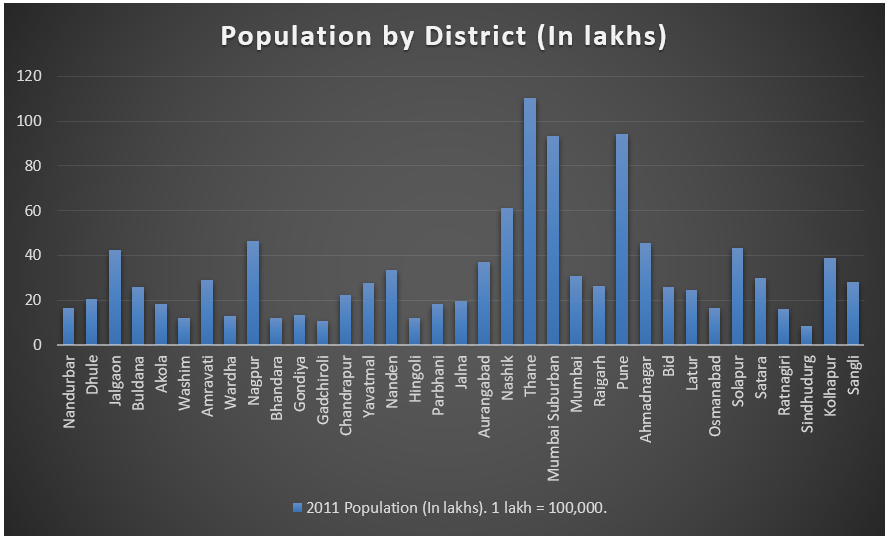 Population by District (In lakhs)
120
100
80
60
40
20
0
Nandurbar
Dhule
Jalgaon
Buldana
Akola
Washim
Amravati
Wardha
Nagpur
Bhandara
Gondiya
Gadchiroli
Chandrapur
Yavatmal
Nanden
Hingoli
Parbhani
Jalna
Aurangabad
Nashik
Thane
Mumbai Suburban
Mumbai
Raigarh
Pune
Ahmadnagar
Bid
Latur
Osmanabad
Solapur
Satara
Ratnagiri
Sindhudurg
Kolhapur
Sangli
2011 Population (In lakhs). 1 lakh = 100,000.